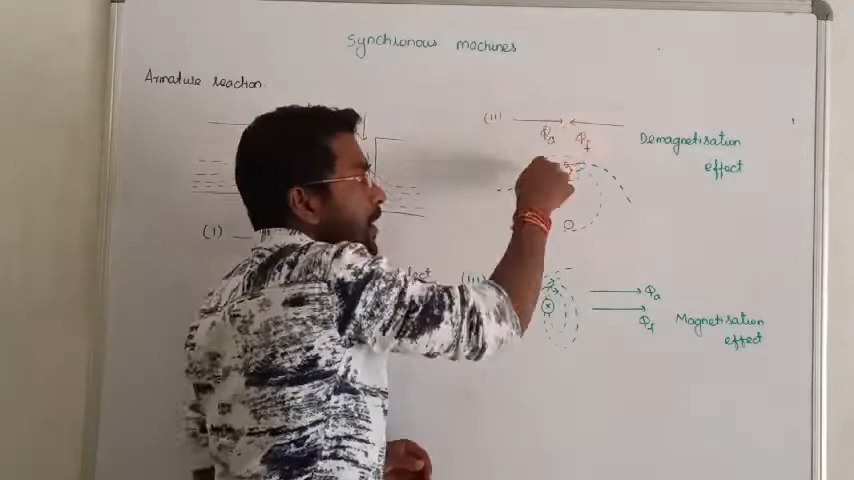 Synchronous machines
Armature reaction
(ii)
Φa Φf
Demagnetisation
effect
(i)
(iii)
Φa
Φf
Magnetisation
effect